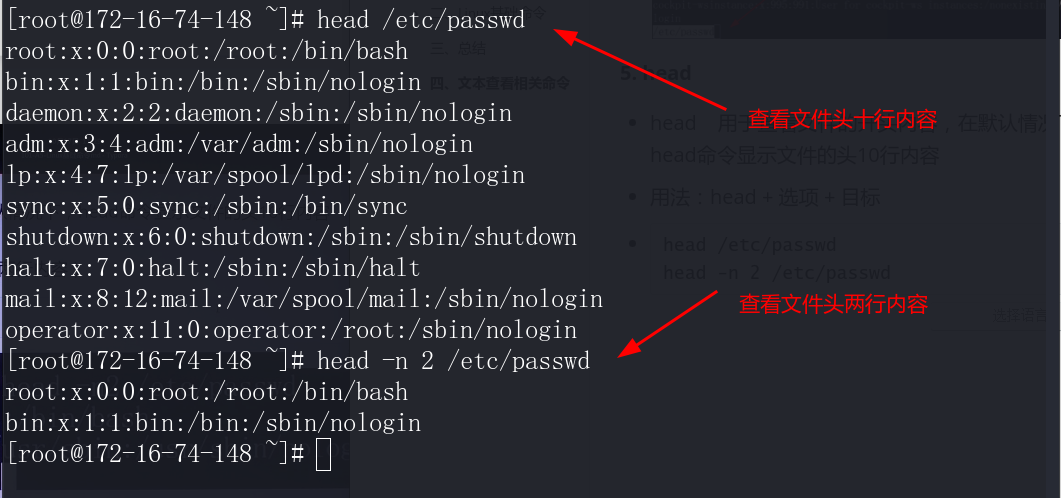 [root@172-16-74-148 ~]# head /etc/passwd
root:x:0:0:root:/root:/bin/bash
bin:x:1:1:bin:/bin:/sbin/nologin
daemon:x:2:2:daemon:/sbin:/sbin/nologin
adm:x:3:4:adm:/var/adm:/sbin/nologin
lp:x:4:7:lp:/var/spool/lpd:/sbin/nologin
sync:x:5:0:sync:/sbin:/bin/sync
shutdown:x:6:0:shutdown:/sbin:/sbin/shutdown
halt:x:7:0:halt:/sbin:/sbin/halt
mail:x:8:12:mail:/var/spool/mail:/sbin/nologin
operator:x:11:0:operator:/root:/sbin/nologin
[root@172-16-74-148 ~]# head -n 2 /etc/passwd
root:x:0:0:root:/root:/bin/bash
bin:x:1:1:bin:/bin:/sbin/nologin
[root@172-16-74-148 ~]#
查看文件头十行内容
查看文件头两行内容
三、总结
四、文本查看相关命令
5. head
head 用于 在默认情况
head命令显示文件的头10行内容
用法：head + 选项 + 目标
head /etc/passwd
head -n 2 /etc/passwd
选择语言